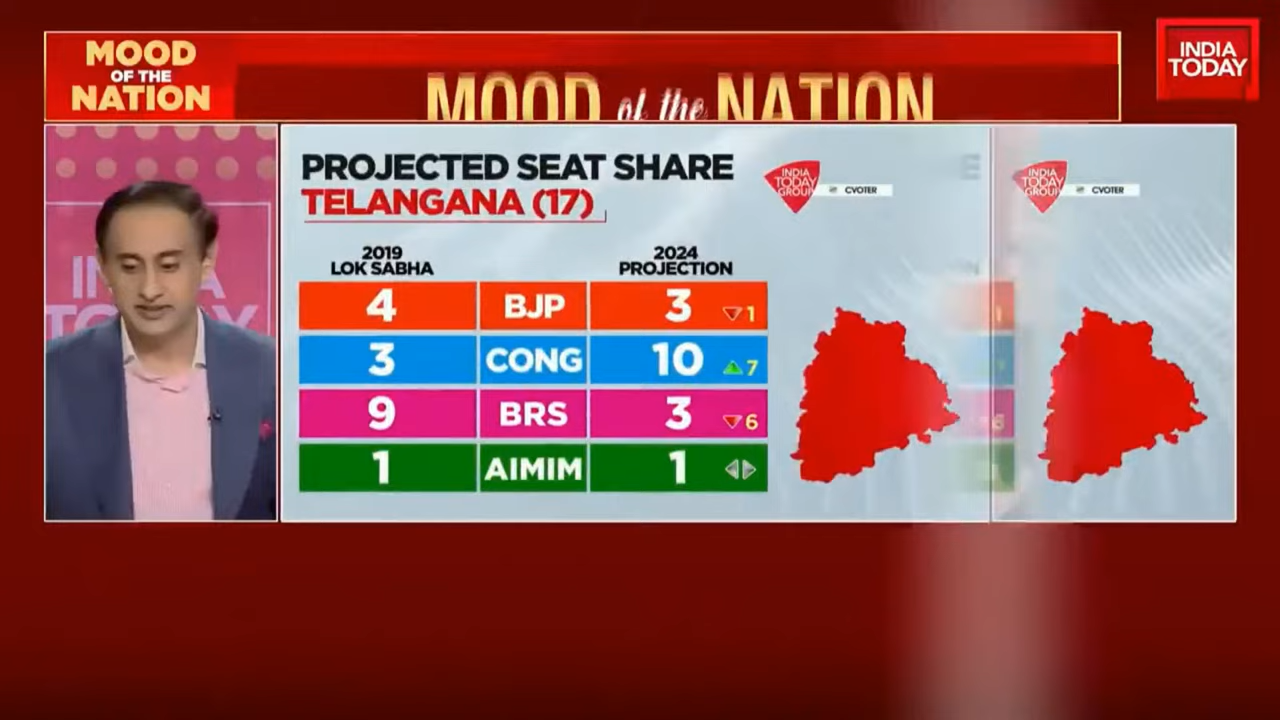 MOOD
OF THE
NATION
MOOD of the NATION
INDIA
TODAY
PROJECTED SEAT SHARE
TELANGANA (17)
INDIA
TODAY
GROUP
CVOTER
INDIA
TODAY
GROUP
CVOTER
2019
LOK SABHA
2024
PROJECTION
4 BJP 3 1
3 CONG 10 7
9 BRS 3 6
1 AIMIM 1